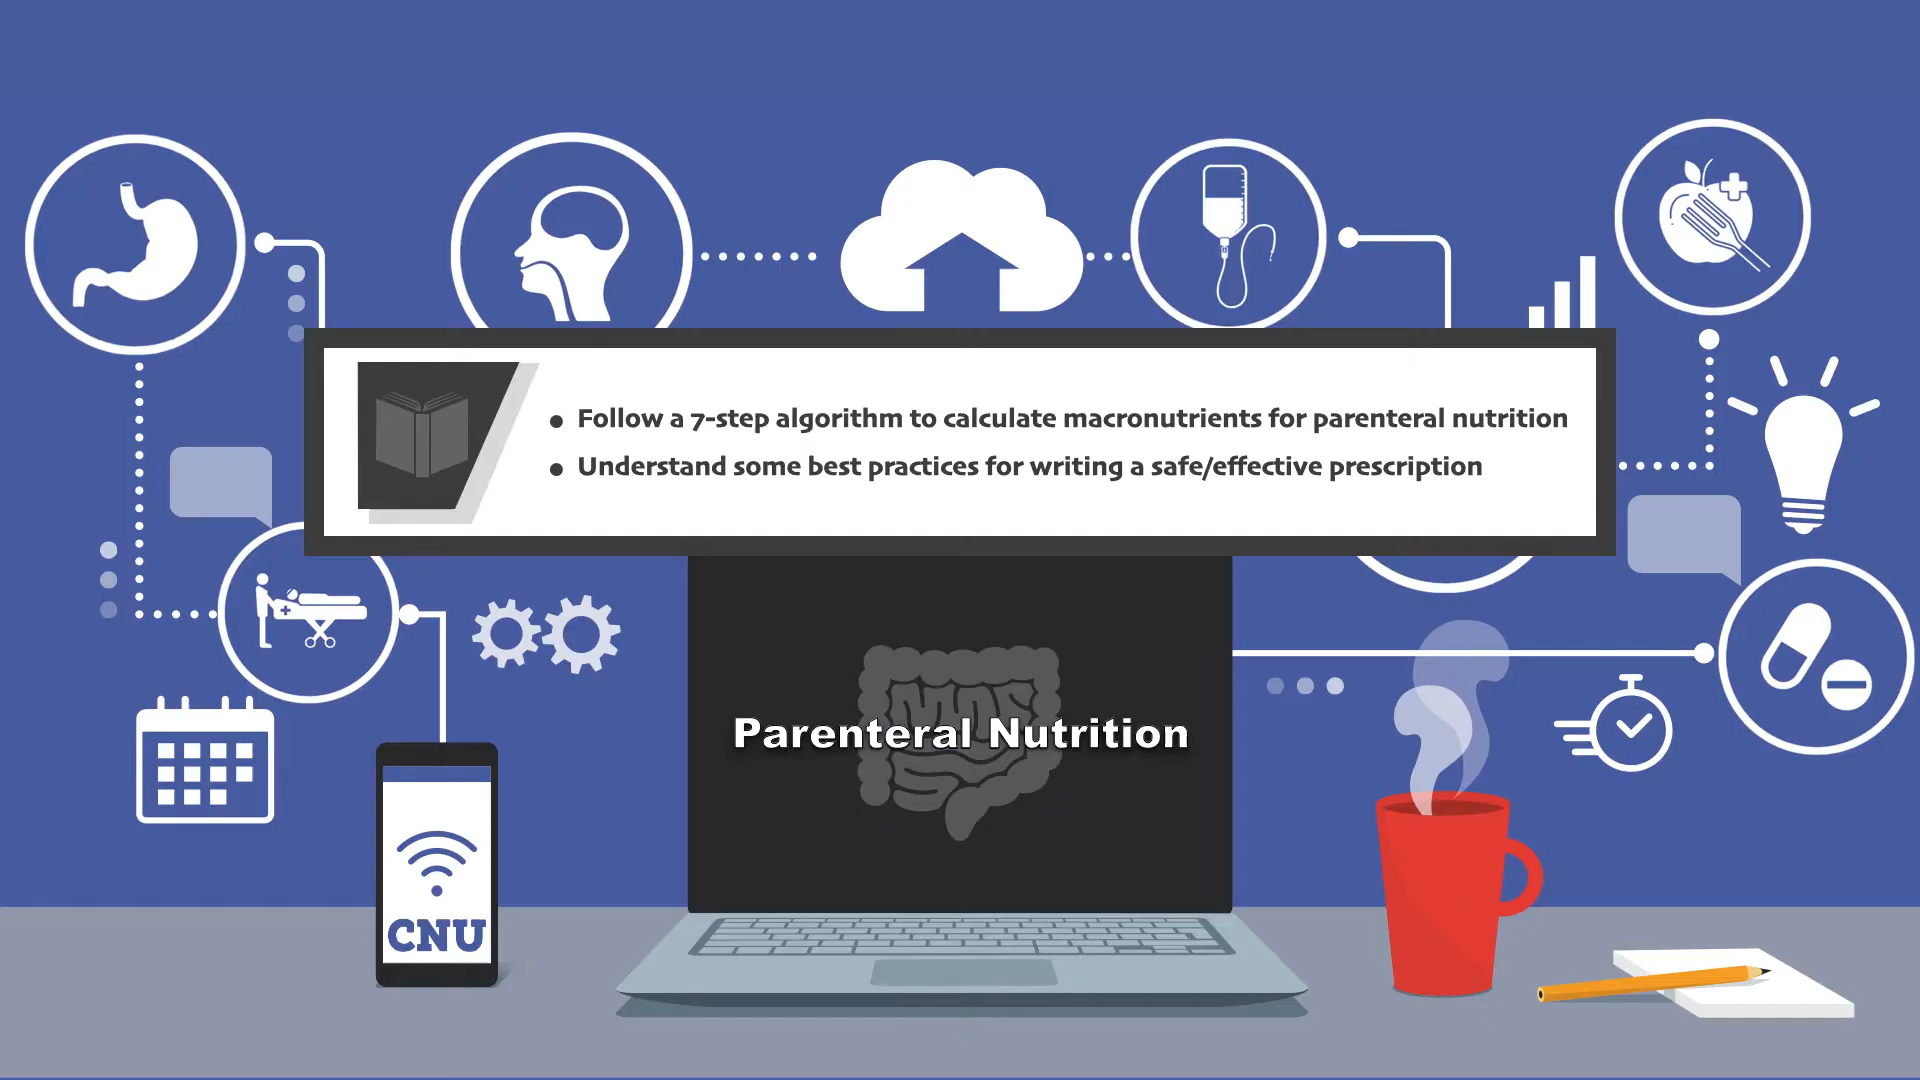 • Follow a 7-step algorithm to calculate macronutrients for parenteral nutrition
• Understand some best practices for writing a safe/effective prescription
Parenteral Nutrition
CNU